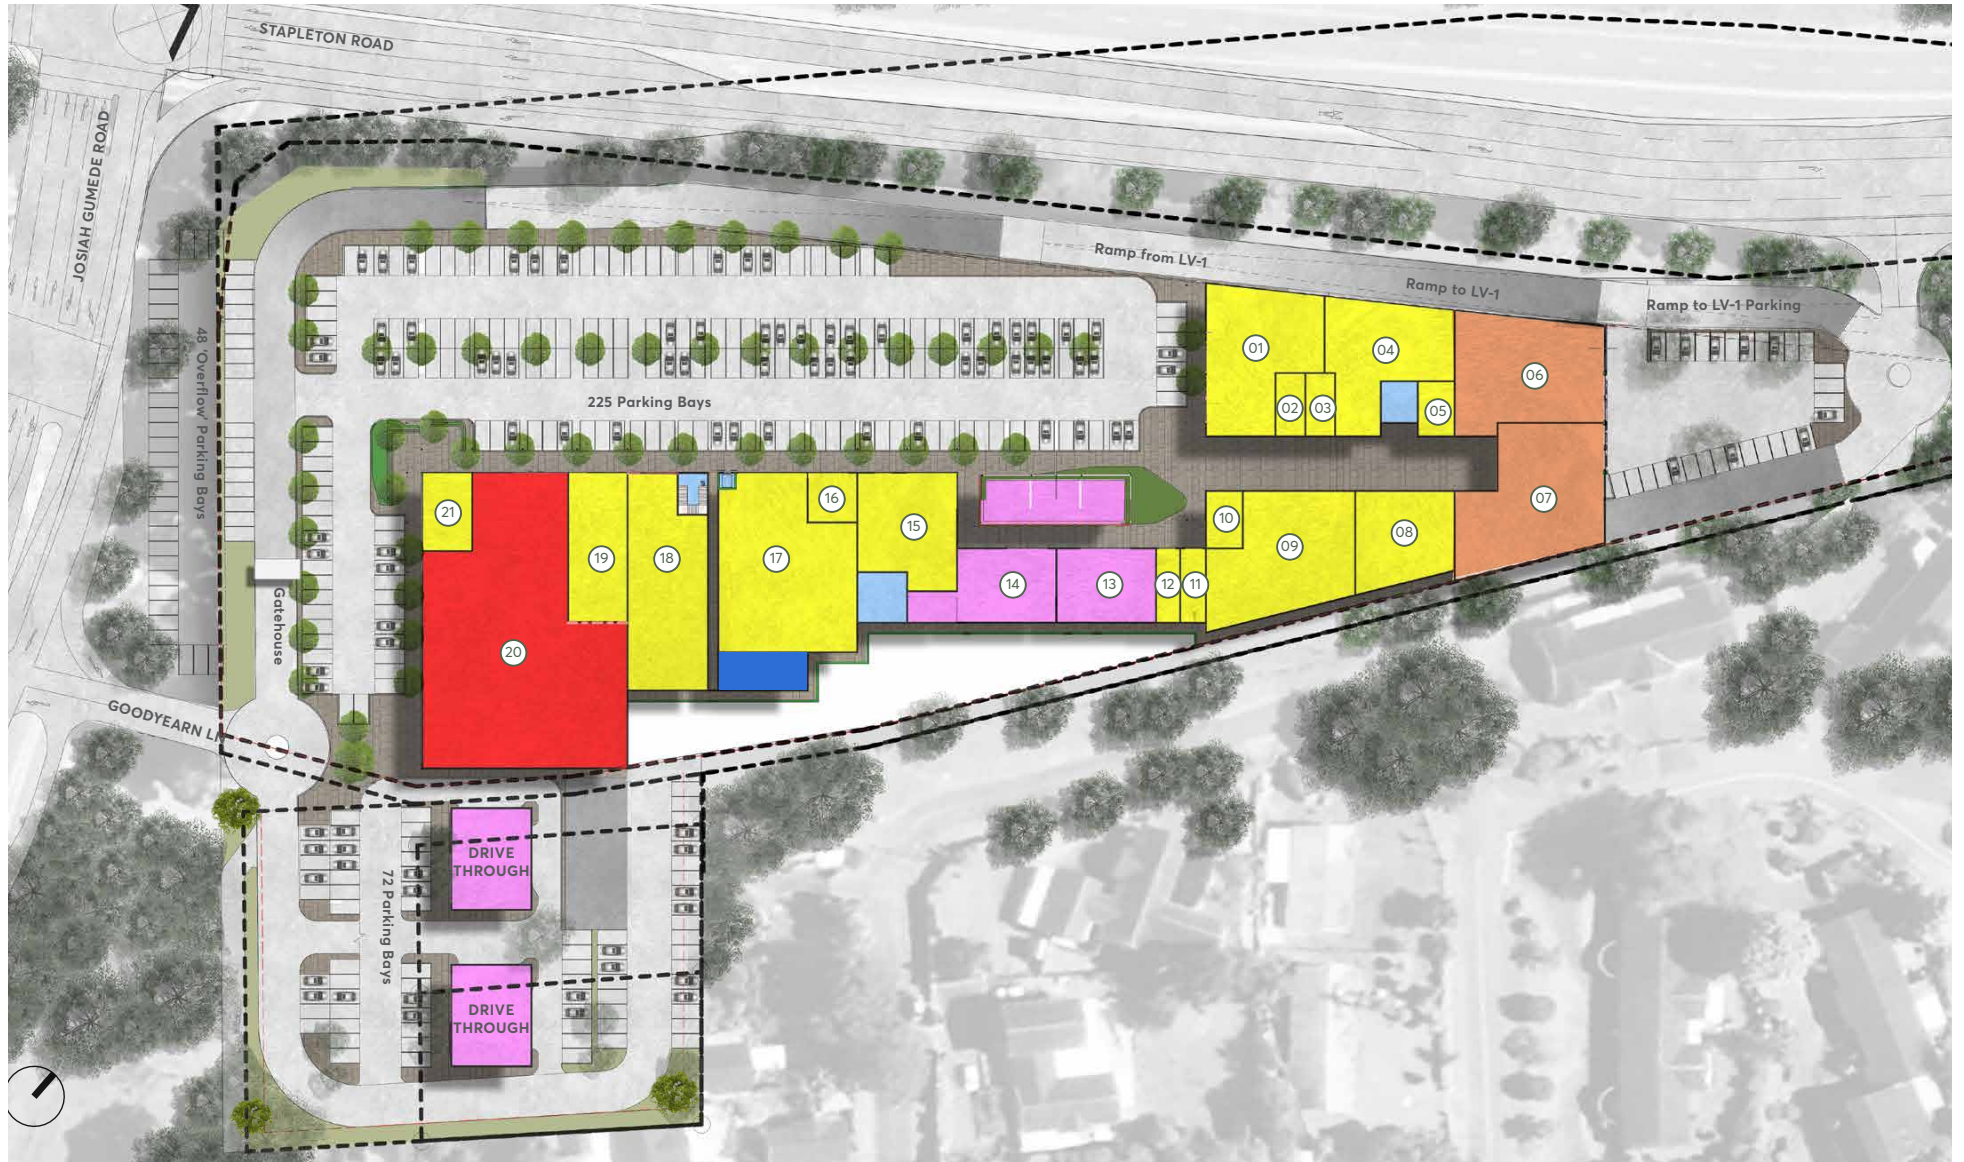 STAPLETON ROAD
JOSIAH GUMEDE ROAD
Ramp from LV-1
Ramp to LV-1
Ramp to LV-1 Parking
48 'Overflow' Parking Bays
225 Parking Bays
01
02
03
04
05
06
07
08
09
10
11
12
13
14
15
16
17
18
19
20
21
Gatehouse
GOODYEARN LN
72 Parking Bays
DRIVE
THROUGH
DRIVE
THROUGH